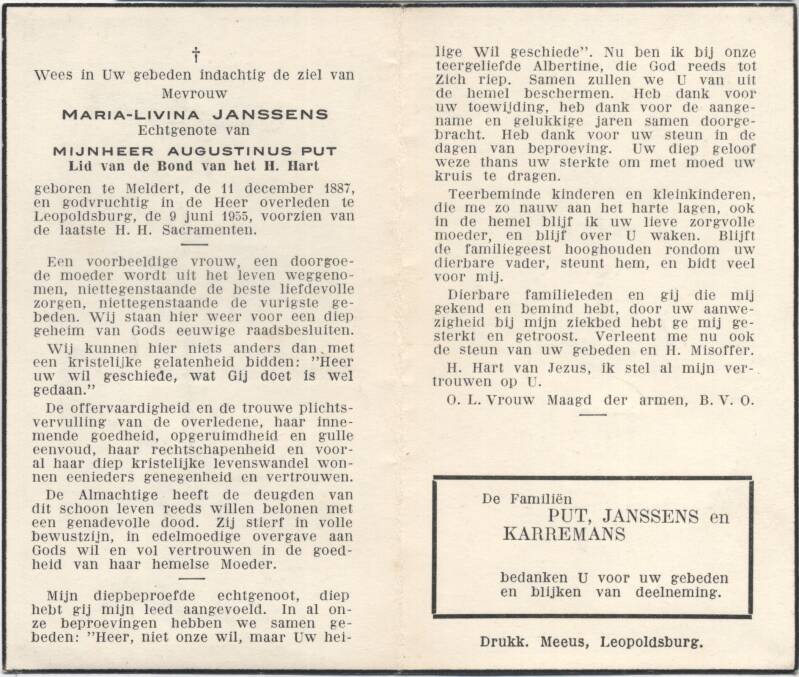 †
Wees in Uw gebeden indachtig de ziel van
Mevrouw
MARIA-LIVINA JANSSENS
Echtgenote van
MIJNHEER AUGUSTINUS PUT
Lid van de Bond van het H. Hart
geboren te Meldert, de 11 december 1887,
en godvruchtig in de Heer overleden te
Leopoldsburg, de 9 juni 1955, voorzien van
de laatste H. H. Sacramenten.
Een voorbeeldige vrouw, een doorgoe-
de moeder wordt uit het leven weggeno-
men, niettegenstaande de beste liefdevolle
zorgen, niettegenstaande de vurigste ge-
beden. Wij staan hier weer voor een diep
geheim van Gods eeuwige raadsbesluiten.
Wij kunnen hier niets anders dan met
een kristelijke gelatenheid bidden: "Heer
uw wil geschiede, wat Gij doet is wel
gedaan."
De offervaardigheid en de trouwe plichts-
vervulling van de overledene, haar inne-
mende goedheid, opgeruimdheid en gulle
eenvoud, haar rechtschapenheid en voor-
al haar diep kristelijke levenswandel won-
nen eenieders genegenheid en vertrouwen.
De Almachtige heeft de deugden van
dit schoon leven reeds willen belonen met
een genadevolle dood. Zij stierf in volle
bewustzijn, in edelmoedige overgave aan
Gods wil en vol vertrouwen in de goed-
heid van haar hemelse Moeder.
Mijn diepbeproefde echtgenoot, diep
hebt gij mijn leed aangevoeld. In al on-
ze beproevingen hebben we samen ge-
beden: "Heer, niet onze wil, maar Uw hei-
lige Wil geschiede". Nu ben ik bij onze
teergeliefde Albertine, die God reeds tot
Zich riep. Samen zullen we U van uit
de hemel beschermen. Heb dank voor
uw toewijding, heb dank voor de aange-
name en gelukkige jaren samen doorge-
bracht. Heb dank voor uw steun in de
dagen van beproeving. Uw diep geloof
weze thans uw sterkte om met moed uw
kruis te dragen.
Teerbeminde kinderen en kleinkinderen,
die me zo nauw aan het harte lagen, ook
in de hemel blijf ik uw lieve zorgvolle
moeder, en blijf over U waken. Blijft
de familiegeest hooghouden rondom uw
dierbare vader, steunt hem, en bidt veel
voor mij.
Dierbare familieleden en gij die mij
gekend en bemind hebt, door uw aanwe-
zigheid bij mijn ziekbed hebt ge mij ge-
sterkt en getroost. Verleent me nu ook
de steun van uw gebeden en H. Misoffer.
H. Hart van Jezus, ik stel al mijn ver-
trouwen op U.
O. L. Vrouw Maagd der armen, B. V. O.
De Familiën
PUT, JANSSENS en
KARREMANS
bedanken U voor uw gebeden
en blijken van deelneming.
Drukk. Meeus, Leopoldsburg.